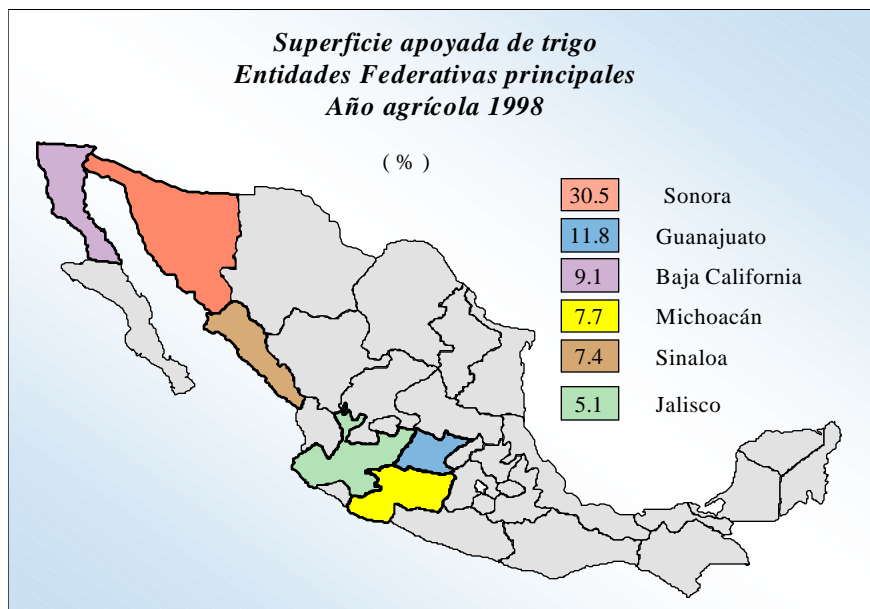 Superficie apoyada de trigo
Entidades Federativas principales
Año agrícola 1998
( % )
30.5 Sonora
11.8 Guanajuato
9.1 Baja California
7.7 Michoacán
7.4 Sinaloa
5.1 Jalisco